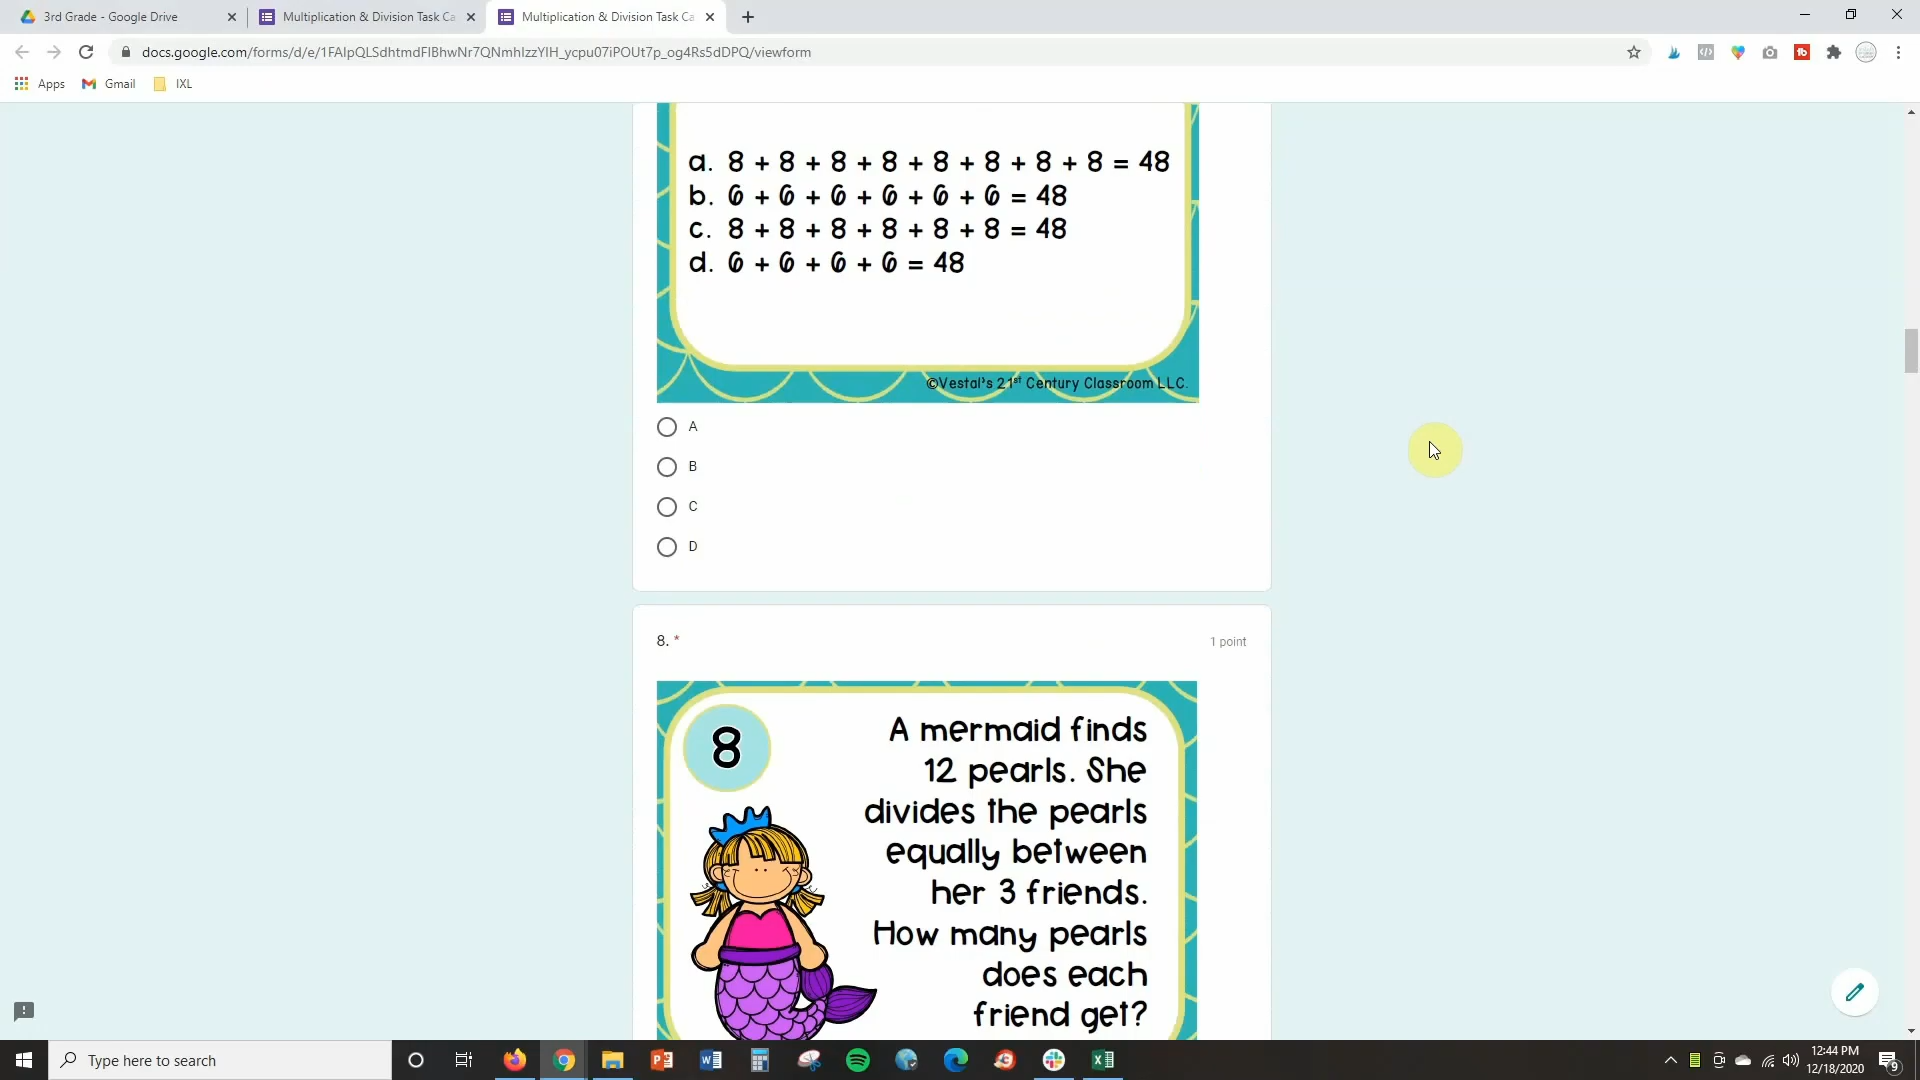 3rd Grade - Google Drive
Multiplication & Division Task Ca
Multiplication & Division Task Ca
docs.google.com/forms/d/e/1FAIpQLSdhtmdFlBhwNr7QNmhIzzYIH_ycpu07iPOUt7p_og4Rs5dDPQ/viewform
Apps
Gmail
IXL
a. 8 + 8 + 8 + 8 + 8 + 8 + 8 + 8 = 48
b. 6 + 6 + 6 + 6 + 6 + 6 = 48
c. 8 + 8 + 8 + 8 + 8 + 8 = 48
d. 6 + 6 + 6 + 6 = 48
©Vestal's 21st Century Classroom LLC.
A
B
C
D
8. *
1 point
8
A mermaid finds
12 pearls. She
divides the pearls
equally between
her 3 friends.
How many pearls
does each
friend get?
Type here to search
12:44 PM
12/18/2020
9